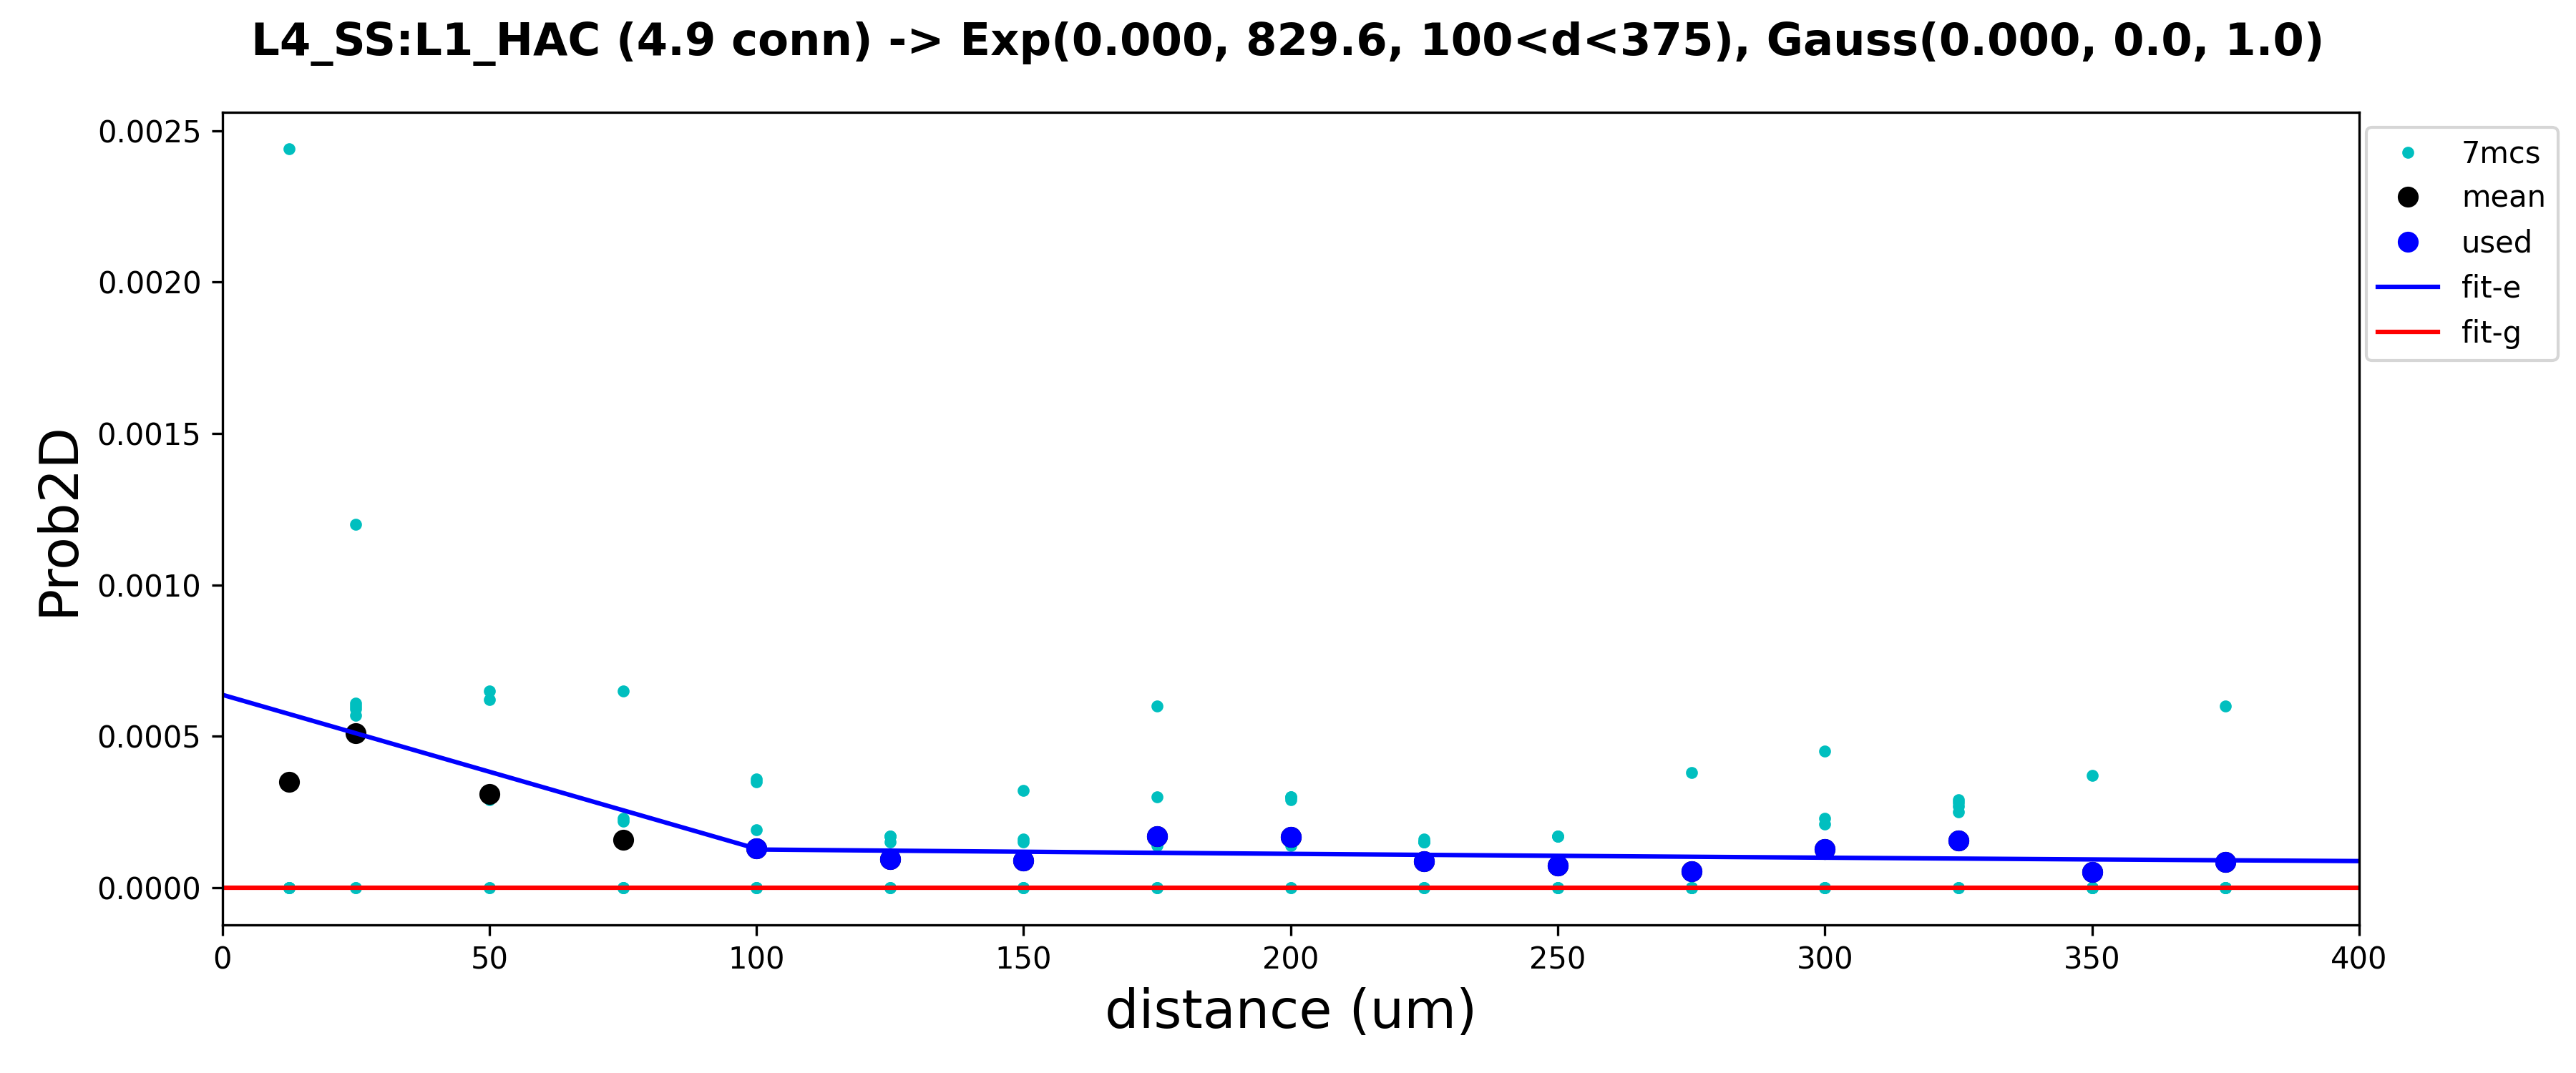 L4_SS:L1_HAC (4.9 conn) -> Exp(0.000, 829.6, 100<d<375), Gauss(0.000, 0.0, 1.0)
0.0025
0.0020
0.0015
0.0010
0.0005
0.0000
Prob2D
0
50
100
150
200
250
300
350
400
distance (um)
7mcs
mean
used
fit-e
fit-g